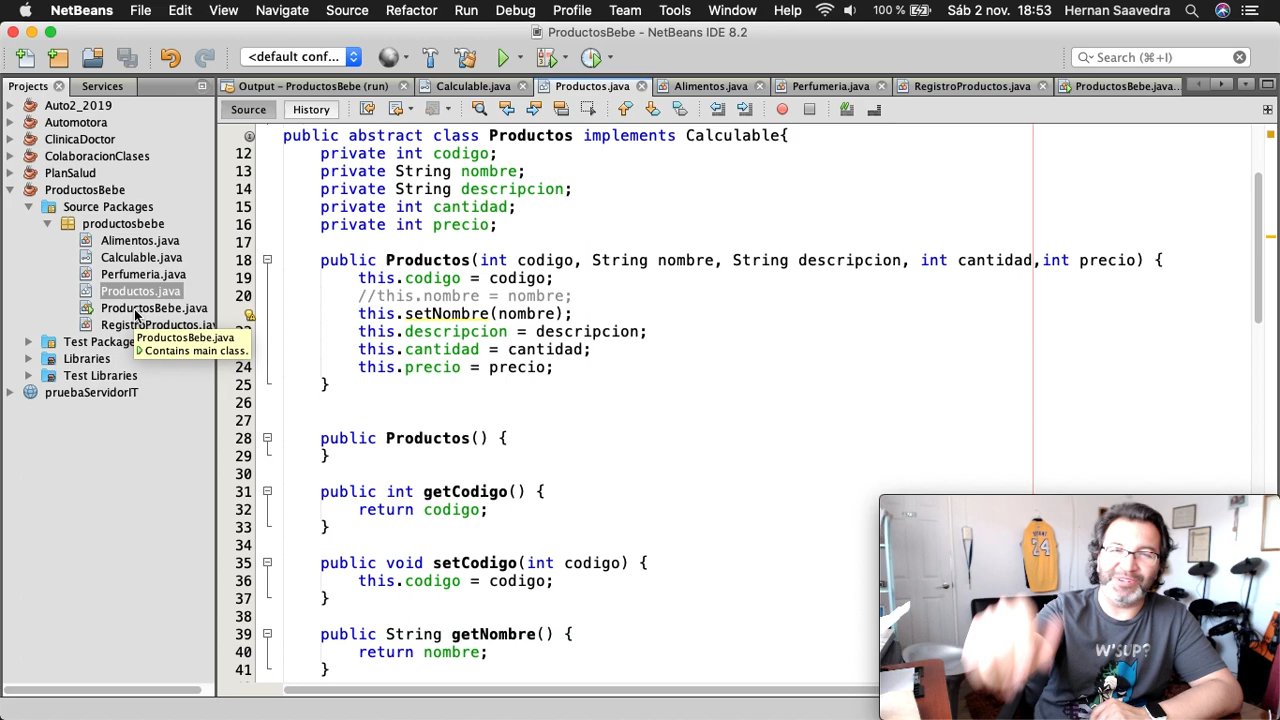 NetBeans File Edit View Navigate Source Refactor Run Debug Profile Team Tools Window Help 100 % Sáb 2 nov. 18:53 Hernan Saavedra
ProductosBebe - NetBeans IDE 8.2
<default conf... Search (⌘+I)
Projects Services Output – ProductosBebe (run) Calculable.java Productos.java Alimentos.java Perfumeria.java RegistroProductos.java ProductosBebe.java...
Source History
Auto2_2019
Automotora
ClinicaDoctor
ColaboracionClases
PlanSalud
ProductosBebe
Source Packages
productosbebe
Alimentos.java
Calculable.java
Perfumeria.java
Productos.java
ProductosBebe.java
RegistroProductos.jav
ProductosBebe.java
Contains main class.
Test Package
Libraries
Test Libraries
pruebaServidorIT
public abstract class Productos implements Calculable{
12 private int codigo;
13 private String nombre;
14 private String descripcion;
15 private int cantidad;
16 private int precio;
17
18 public Productos(int codigo, String nombre, String descripcion, int cantidad,int precio) {
19 this.codigo = codigo;
20 //this.nombre = nombre;
this.setNombre(nombre);
this.descripcion = descripcion;
this.cantidad = cantidad;
24 this.precio = precio;
25 }
26
27
28 public Productos() {
29 }
30
31 public int getCodigo() {
32 return codigo;
33 }
34
35 public void setCodigo(int codigo) {
36 this.codigo = codigo;
37 }
38
39 public String getNombre() {
40 return nombre;
41 }
24
W'SUP?